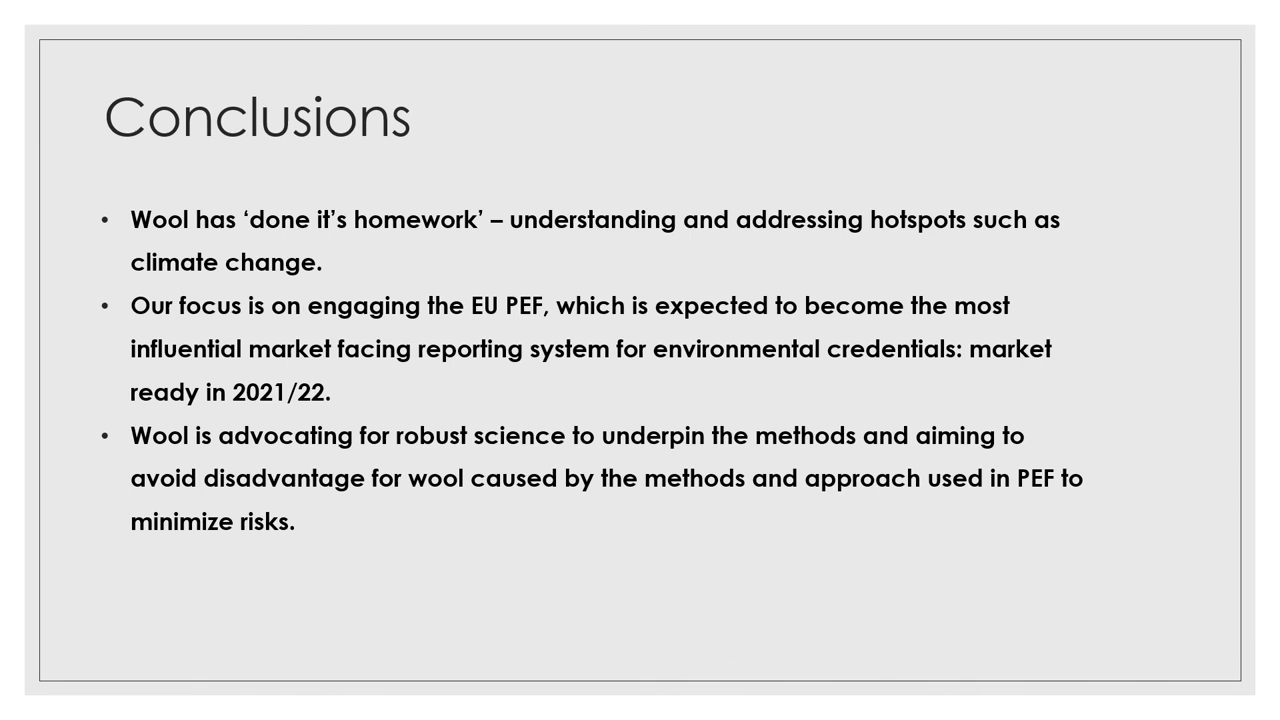 Conclusions
• Wool has ‘done it’s homework’ – understanding and addressing hotspots such as
climate change.
• Our focus is on engaging the EU PEF, which is expected to become the most
influential market facing reporting system for environmental credentials: market
ready in 2021/22.
• Wool is advocating for robust science to underpin the methods and aiming to
avoid disadvantage for wool caused by the methods and approach used in PEF to
minimize risks.